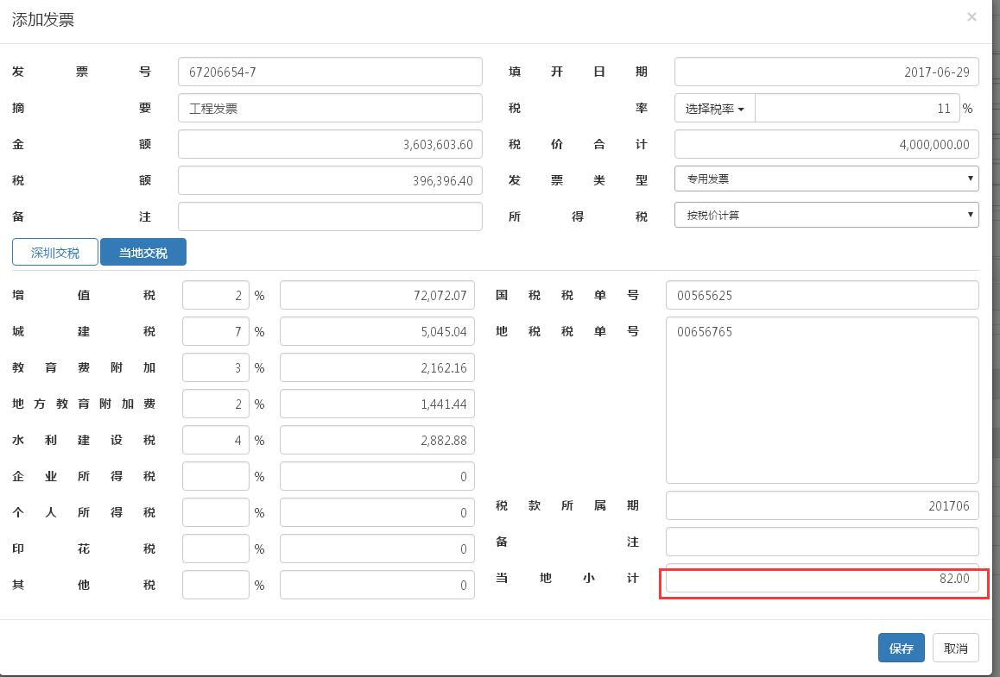 添加发票 ×
发票号 67206654-7 填开日期 2017-06-29
摘要 工程发票 税率 选择税率 11 %
金额 3,603,603.60 税价合计 4,000,000.00
税额 396,396.40 发票类型 专用发票
备注 所得税 按税价计算
深圳交税 当地交税
增值税 2 % 72,072.07 国税税单号 00565625
城建税 7 % 5,045.04 地税税单号 00656765
教育费附加 3 % 2,162.16
地方教育附加费 2 % 1,441.44
水利建设税 4 % 2,882.88
企业所得税 % 0
个人所得税 % 0 税款所属期 201706
印花税 % 0 备注
其他税 % 0 当地小计 82.00
保存 取消